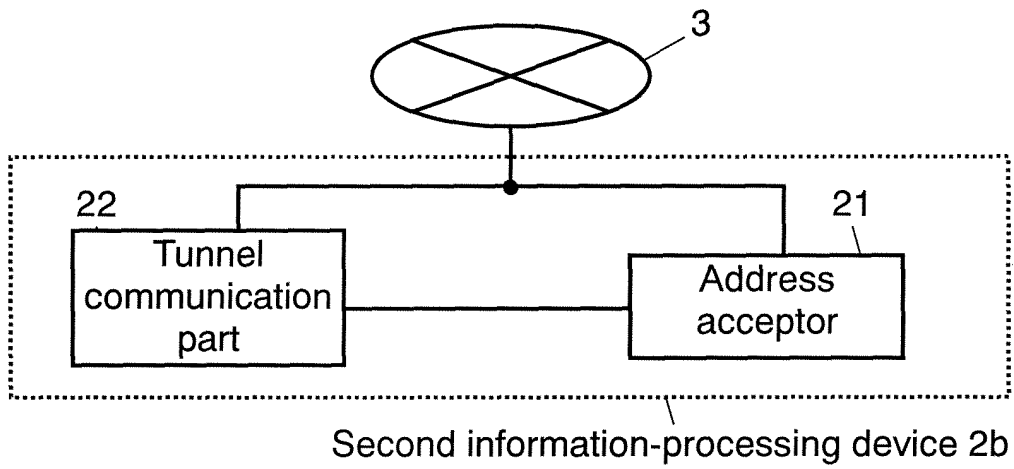 3
22
21
Tunnel
communication
part
Address
acceptor
Second information-processing device 2b